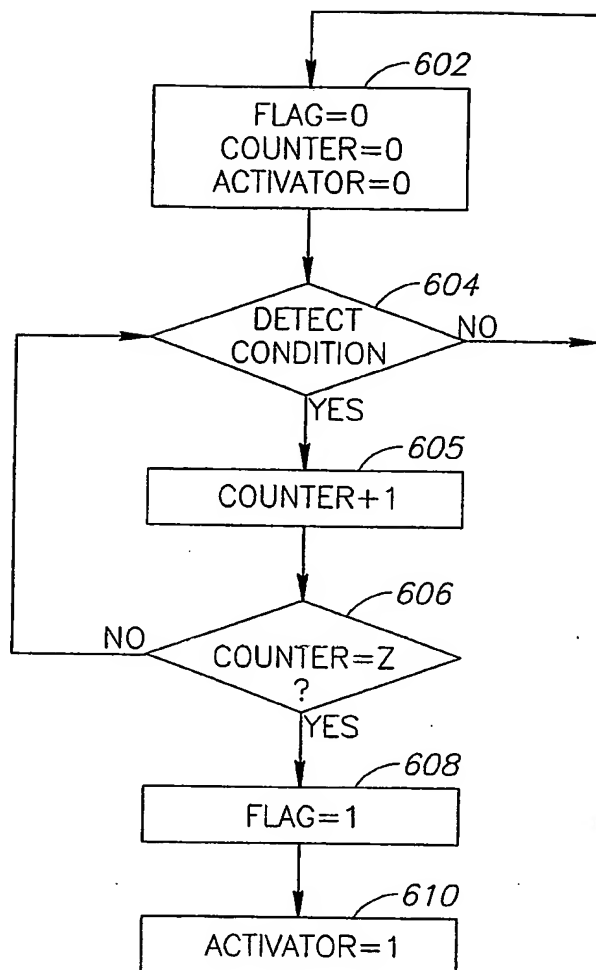 602
FLAG=0
COUNTER=0
ACTIVATOR=0
604
DETECT
CONDITION
NO
YES
605
COUNTER+1
606
NO
COUNTER=Z
?
YES
608
FLAG=1
610
ACTIVATOR=1